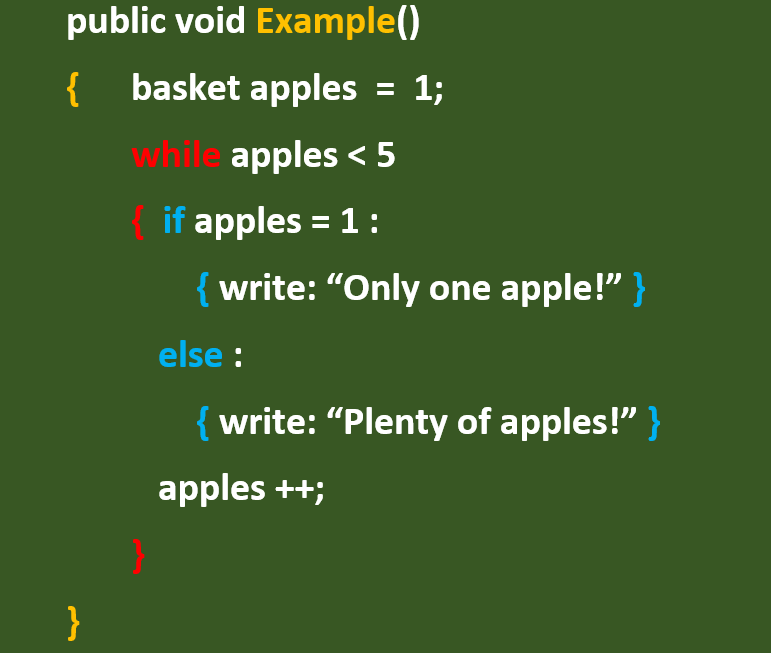 public void Example()
{ basket apples = 1;
while apples < 5
{ if apples = 1 :
{ write: “Only one apple!” }
else :
{ write: “Plenty of apples!” }
apples ++;
}
}